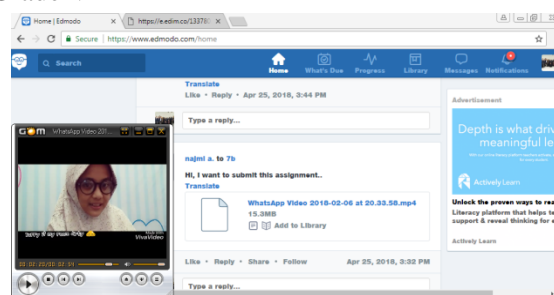 Home | Edmodo
https://e.edim.co/13378
Secure | https://www.edmodo.com/home
Search
Home
What's Due
Progress
Library
Messages
Notifications
Translate
Like • Reply • Apr 25, 2018, 3:44 PM
Type a reply...
najmi a. to 7b
Hi, I want to submit this assignment..
Translate
WhatsApp Video 2018-02-06 at 20.33.58.mp4
15.3MB
Add to Library
Like • Reply • Share • Follow
Apr 25, 2018, 3:32 PM
Type a reply...
Advertisement
Depth is what driv
meaningful le
Actively Learn
Unlock the proven ways to rea
Literacy platform that helps te
support & reveal thinking for e
Actively Learn
GOM
WhatsApp Video 201...
VivaVideo